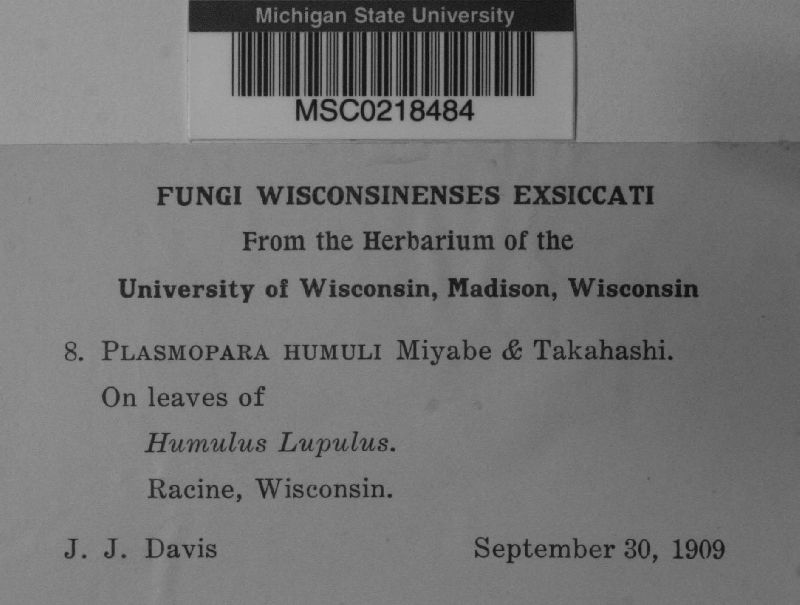 Michigan State University
MSC0218484
FUNGI WISCONSINENSES EXSICCATI
From the Herbarium of the
University of Wisconsin, Madison, Wisconsin
8. PLASMOPARA HUMULI Miyabe & Takahashi.
On leaves of
Humulus Lupulus.
Racine, Wisconsin.
J. J. Davis September 30, 1909